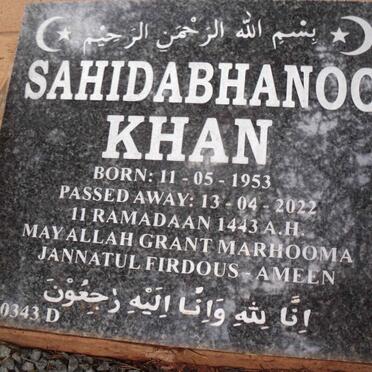 بِسْمِ اللهِ الرَّحْمٰنِ الرَّحِيْمِ
SAHIDABHANOO
KHAN
BORN: 11 - 05 - 1953
PASSED AWAY: 13 - 04 - 2022
11 RAMADAAN 1443 A.H.
MAY ALLAH GRANT MARHOOMA
JANNATUL FIRDOUS - AMEEN
اِنَّا لِلّٰهِ وَاِنَّا اِلَيْهِ رٰجِعُوْنَ
0343 D